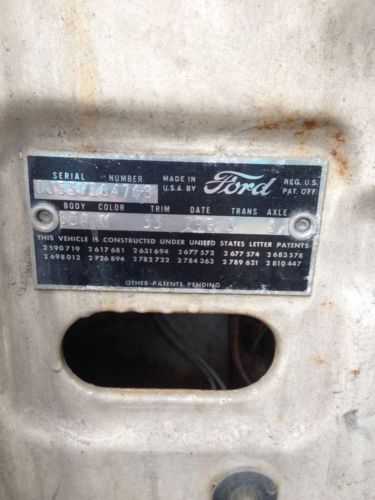 SERIAL NUMBER MADE IN U.S.A. BY Ford REG. U.S. PAT. OFF.
BODY COLOR TRIM DATE TRANS AXLE
THIS VEHICLE IS CONSTRUCTED UNDER UNITED STATES LETTER PATENTS
2 590 719 2 617 681 2 631 694 2 677 572 2 677 574 2 683 578
2 698 012 2 726 894 2 782 722 2 784 363 2 789 621 2 810 447
OTHER PATENTS PENDING